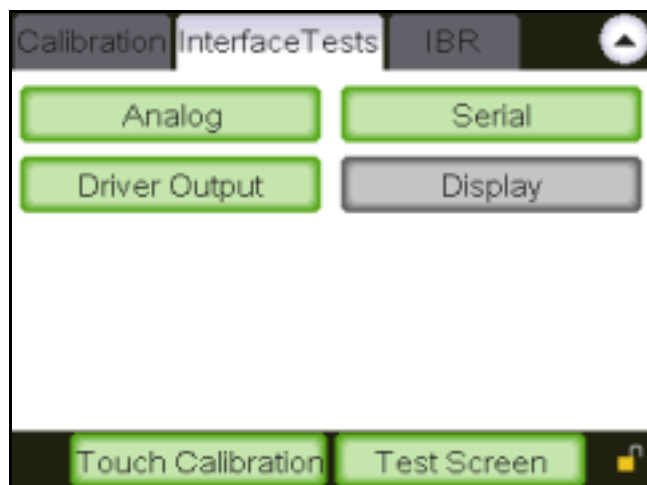 Calibration InterfaceTests IBR
Analog Serial
Driver Output Display
Touch Calibration Test Screen